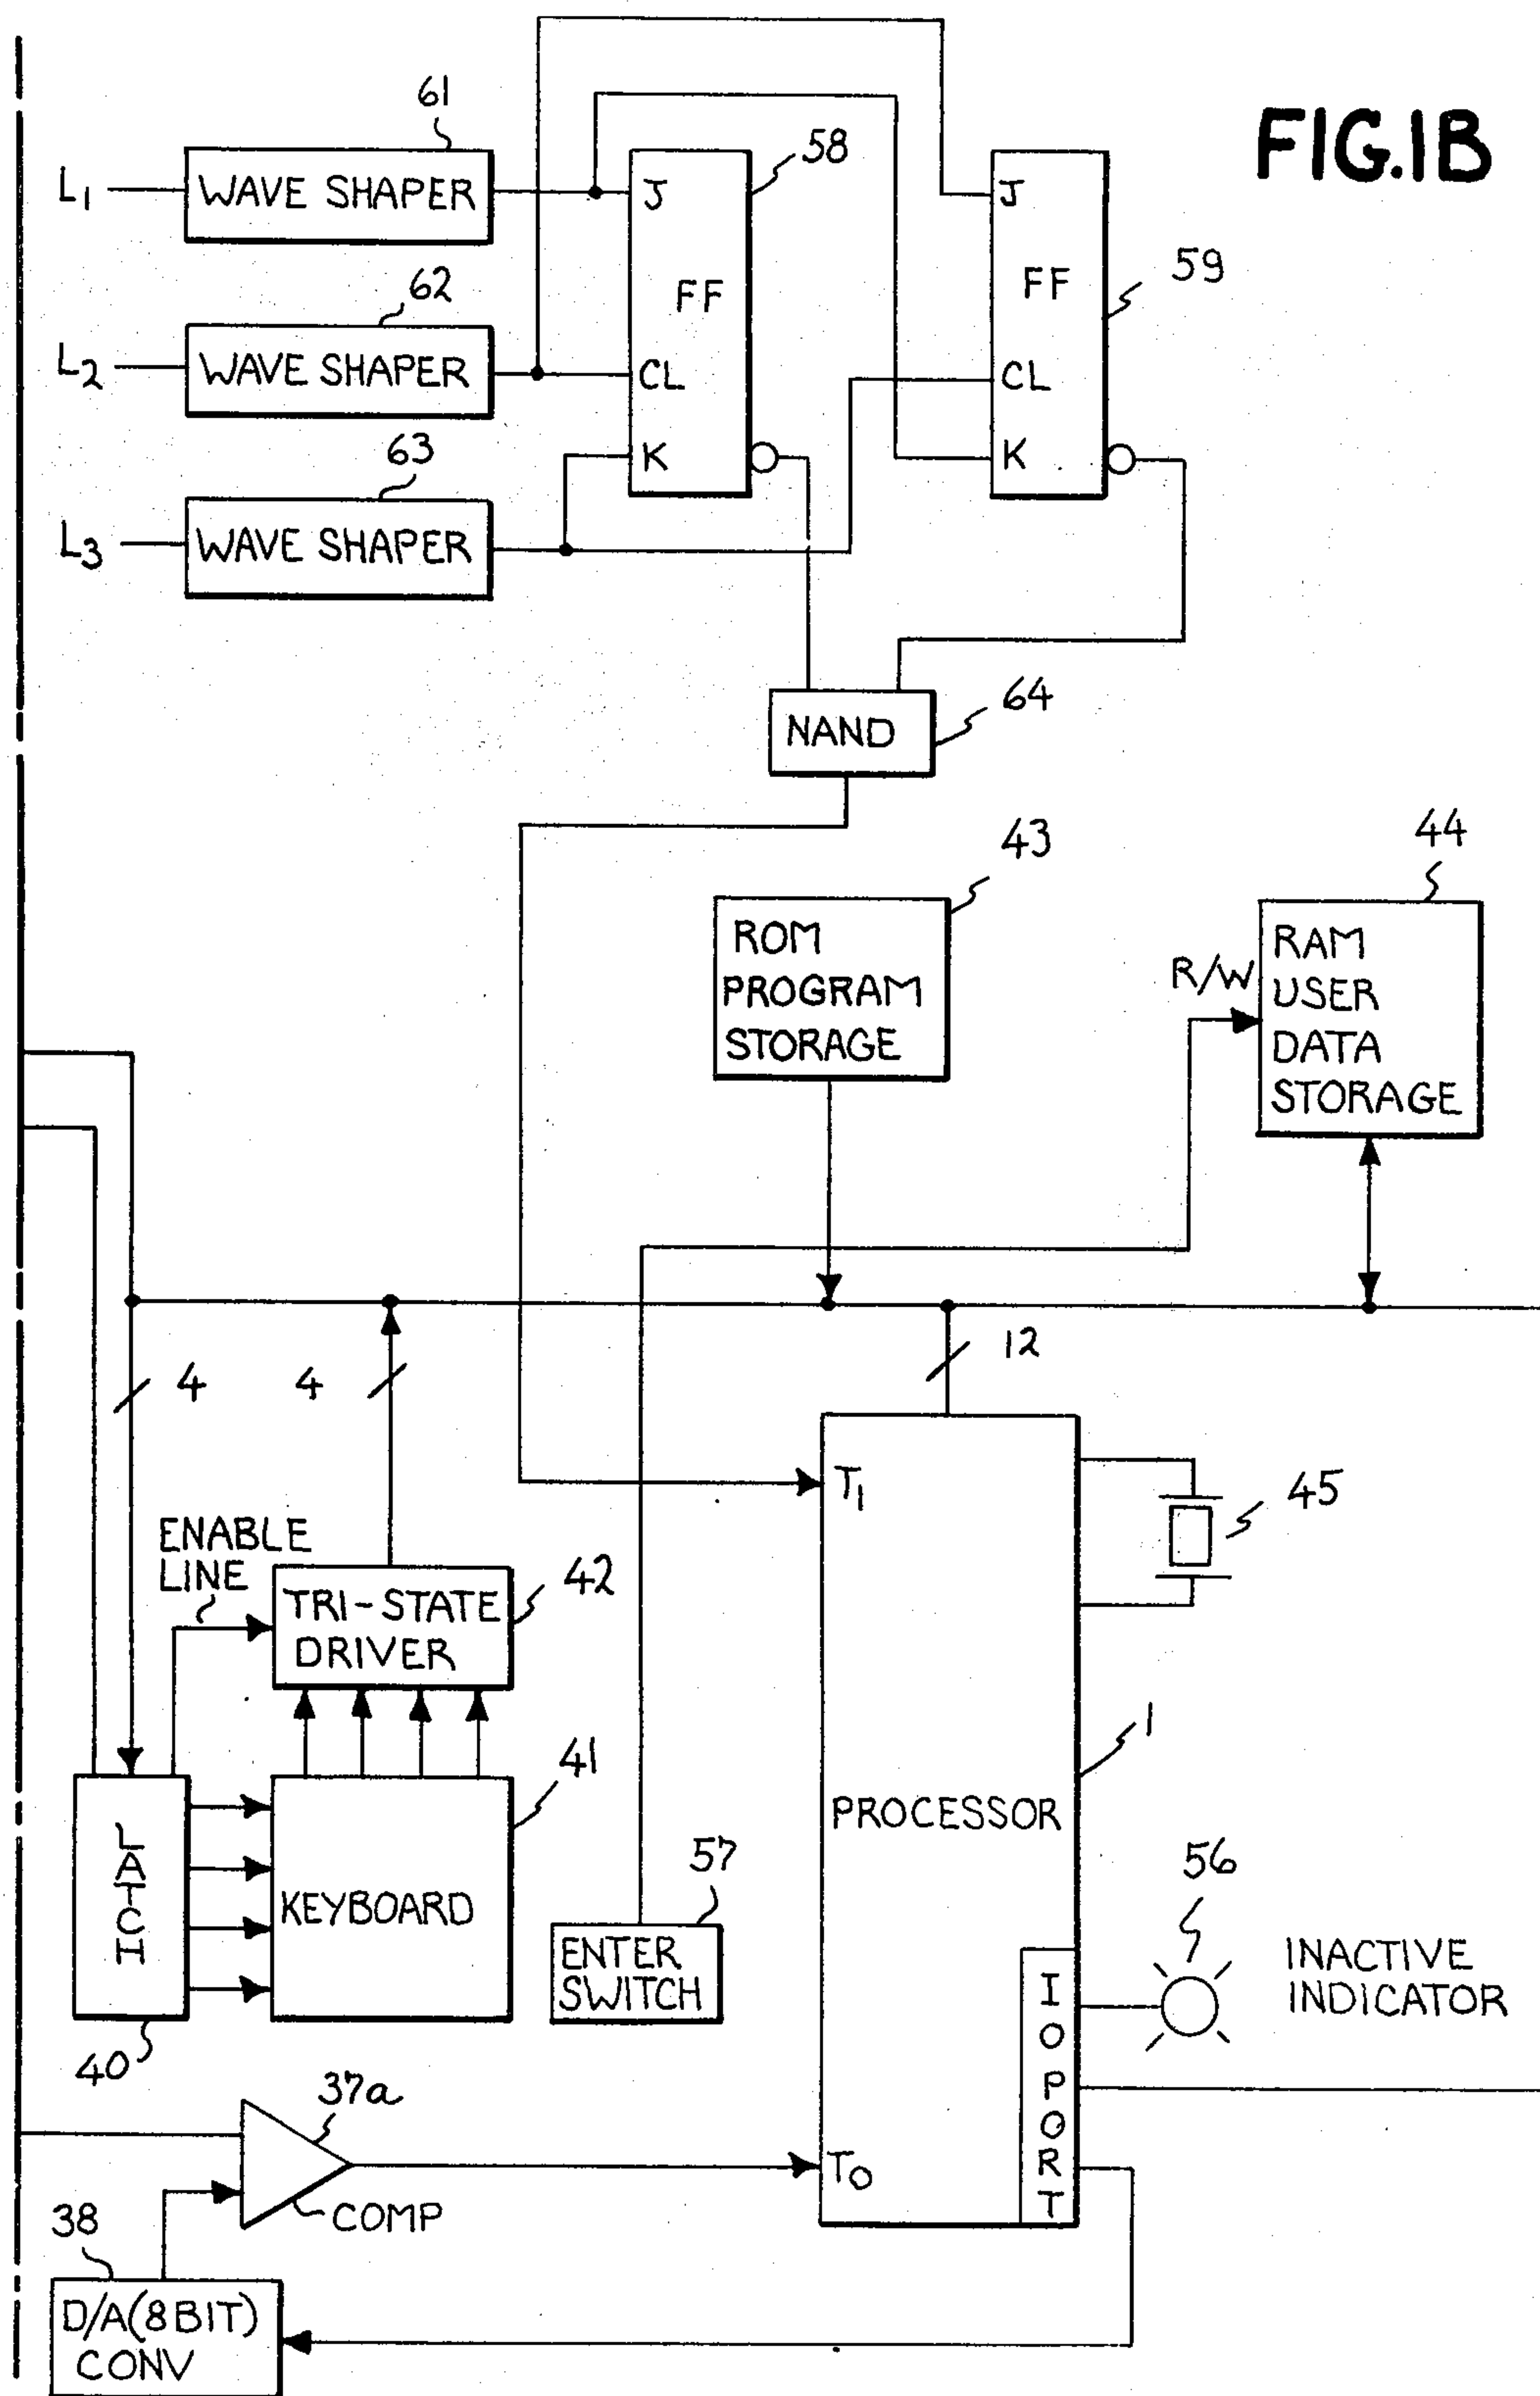 FIG.1B
61
L1
WAVE SHAPER
J
58
FF
J
FF
59
62
L2
WAVE SHAPER
CL
CL
63
K
K
L3
WAVE SHAPER
NAND
64
43
44
ROM
PROGRAM
STORAGE
R/W
RAM
USER
DATA
STORAGE
12
4
4
T1
45
ENABLE
LINE
TRI-STATE
DRIVER
42
1
41
LATCH
KEYBOARD
PROCESSOR
57
ENTER
SWITCH
56
INACTIVE
INDICATOR
IO PORT
40
37a
COMP
T0
38
D/A(8BIT)
CONV